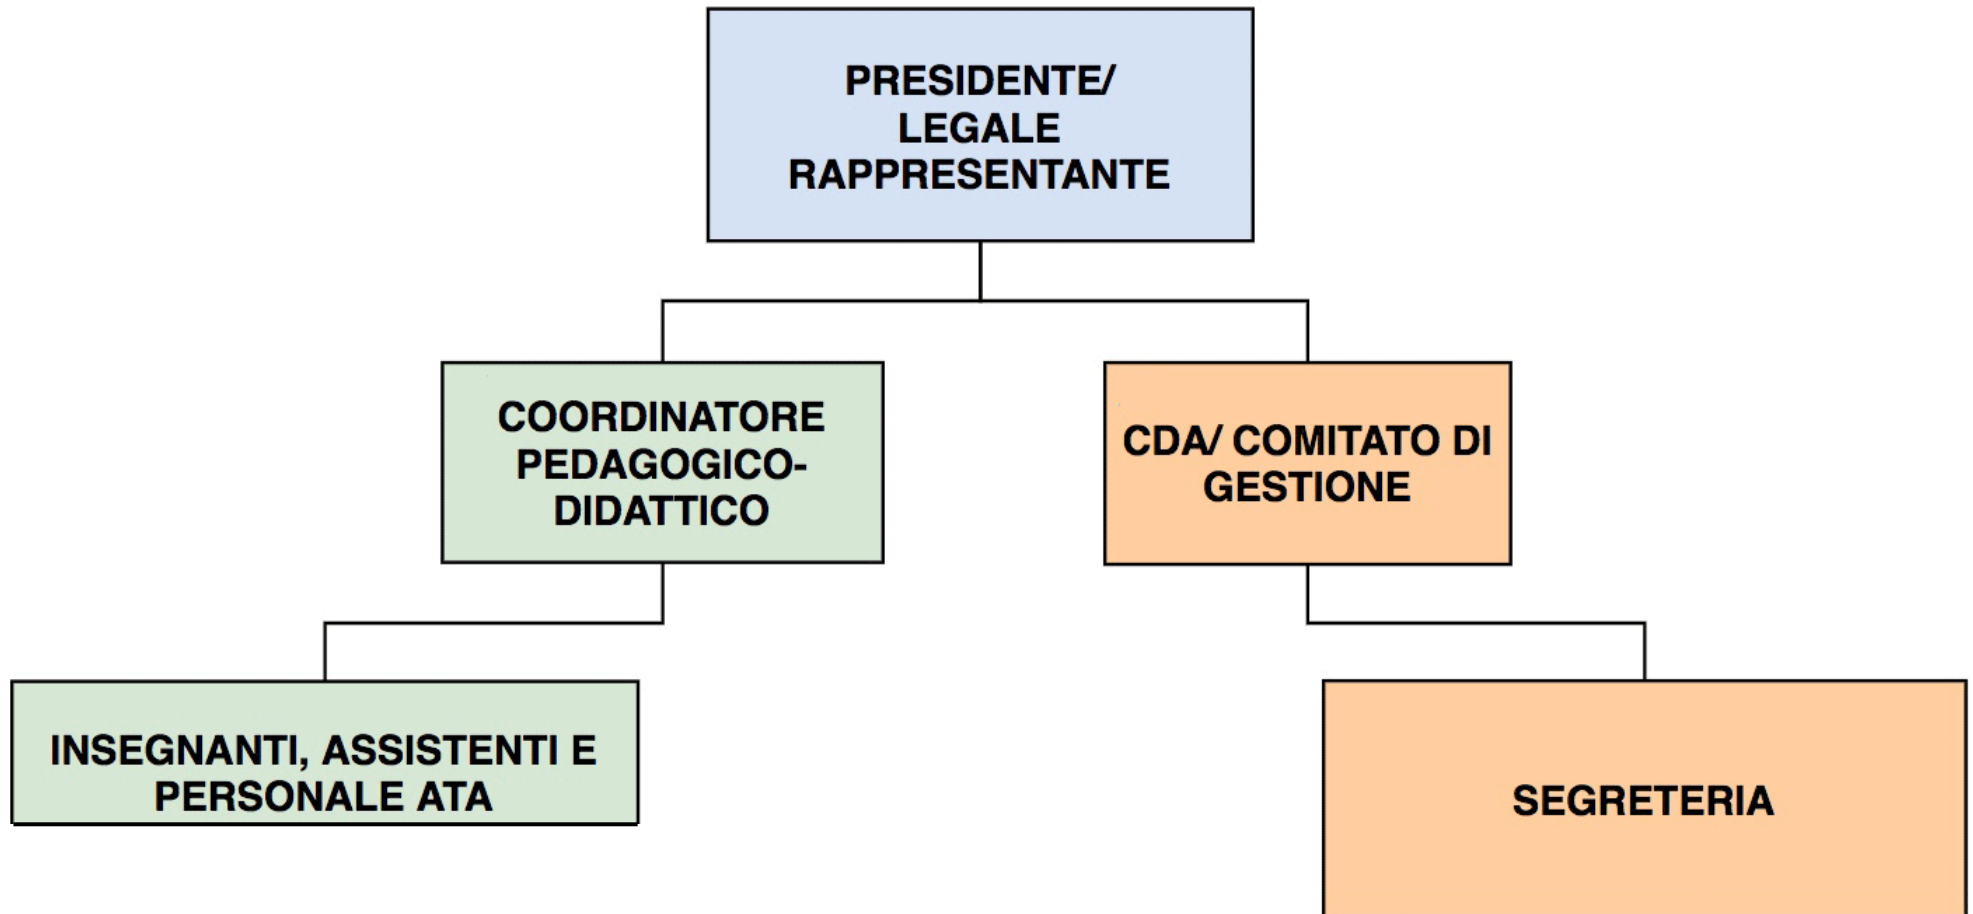 PRESIDENTE/
LEGALE
RAPPRESENTANTE
COORDINATORE
PEDAGOGICO-
DIDATTICO
CDA/ COMITATO DI
GESTIONE
INSEGNANTI, ASSISTENTI E
PERSONALE ATA
SEGRETERIA